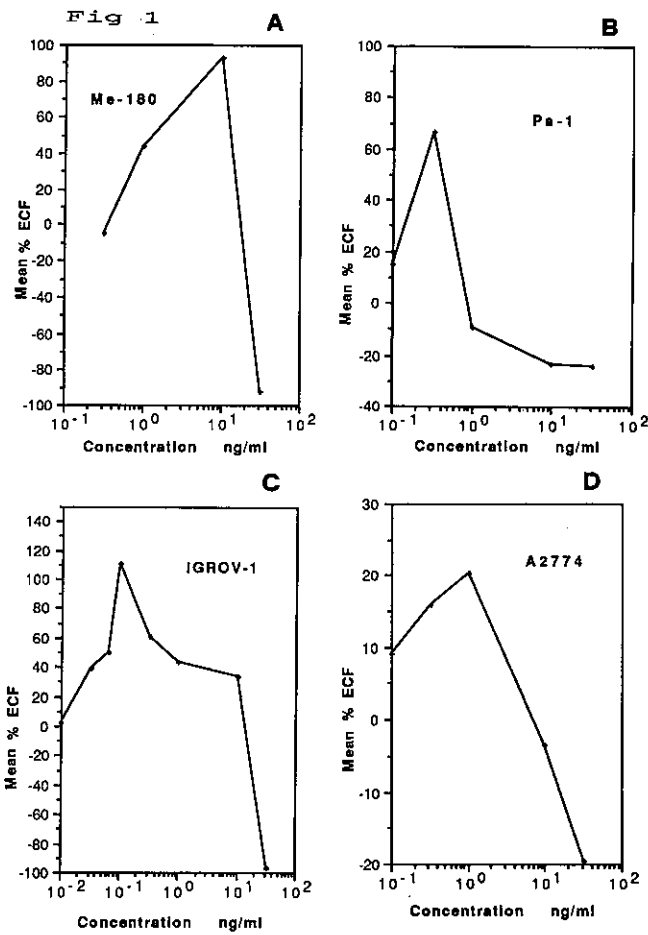 Fig 1
A
100
80
60
40
20
0
-20
-40
-60
-80
-100
Mean % ECF
Me-180
10-1 100 101 102
Concentration ng/ml
B
100
80
60
40
20
0
-20
-40
Mean % ECF
Pa-1
10-1 100 101 102
Concentration ng/ml
C
140
120
100
80
60
40
20
0
-20
-40
-60
-80
-100
Mean % ECF
IGROV-1
10-2 10-1 100 101 102
Concentration ng/ml
D
30
20
10
0
-10
-20
Mean % ECF
A2774
10-1 100 101 102
Concentration ng/ml